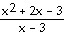 x² + 2x − 3
x − 3